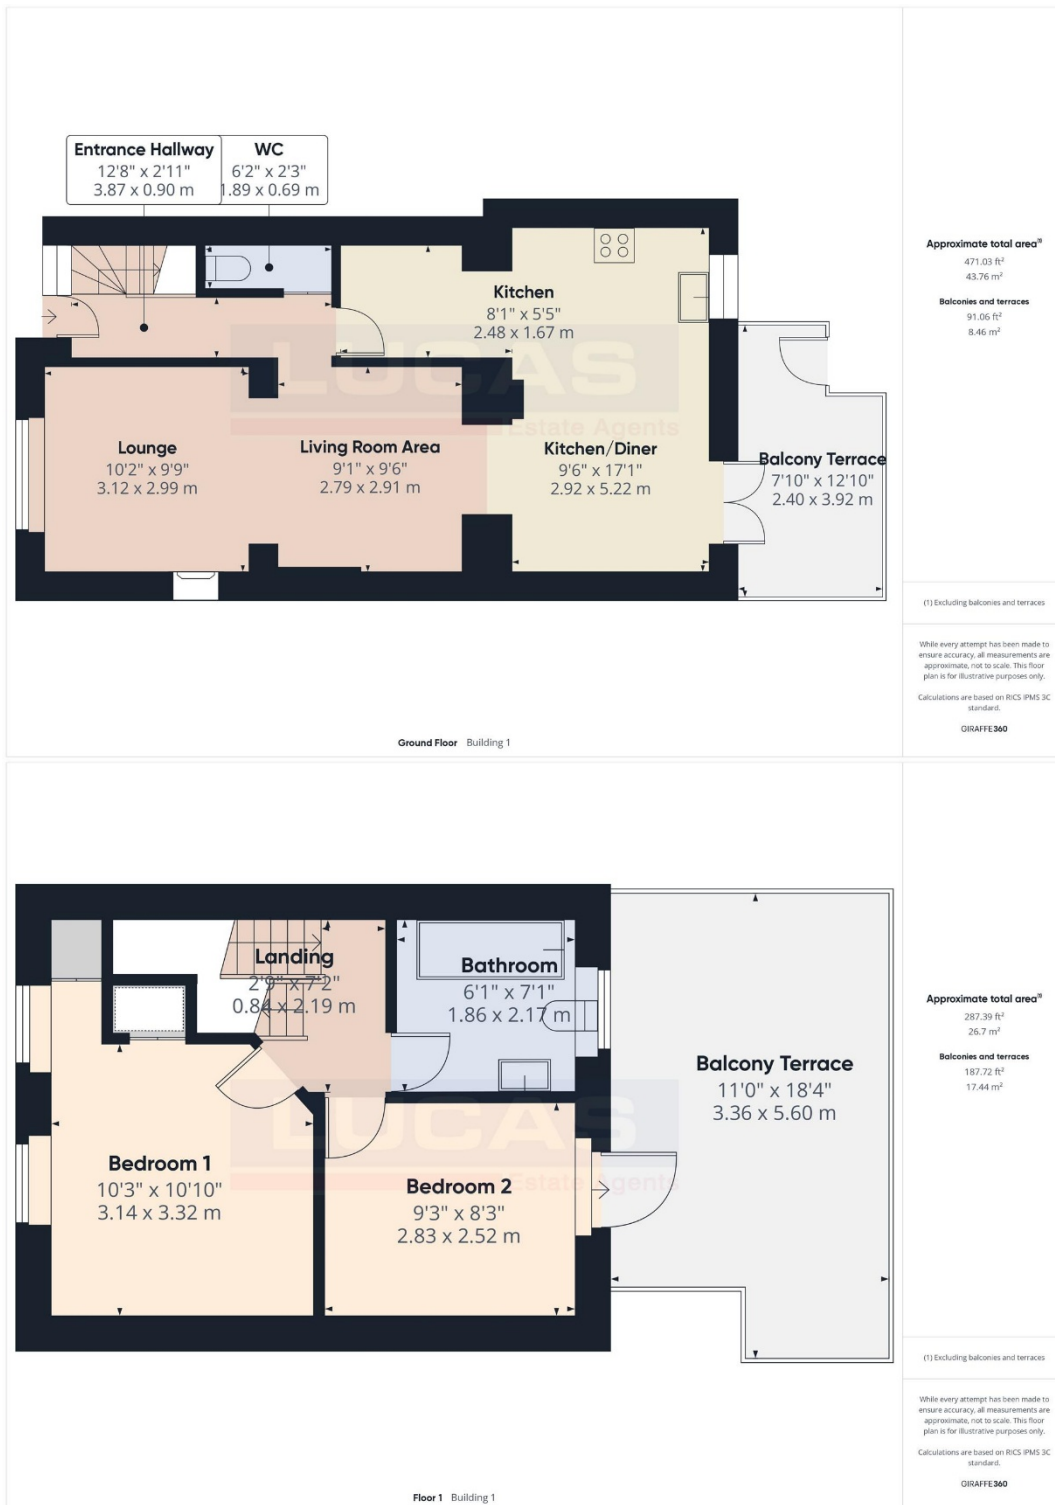 Entrance Hallway
12'8" x 2'11"
3.87 x 0.90 m
WC
6'2" x 2'3"
1.89 x 0.69 m
Kitchen
8'1" x 5'5"
2.48 x 1.67 m
LUCAS
Estate Agents
Lounge
10'2" x 9'9"
3.12 x 2.99 m
Living Room Area
9'1" x 9'6"
2.79 x 2.91 m
Kitchen/Diner
9'6" x 17'1"
2.92 x 5.22 m
Balcony Terrace
7'10" x 12'10"
2.40 x 3.92 m
Approximate total area⁽¹⁾
471.03 ft²
43.76 m²
Balconies and terraces
91.06 ft²
8.46 m²
(1) Excluding balconies and terraces
While every attempt has been made to
ensure accuracy, all measurements are
approximate, not to scale. This floor
plan is for illustrative purposes only.
Calculations are based on RICS IPMS 3C
standard.
GIRAFFE360
Ground Floor Building 1
Landing
2'9" x 7'2"
0.84 x 2.19 m
Bathroom
6'1" x 7'1"
1.86 x 2.17 m
Balcony Terrace
11'0" x 18'4"
3.36 x 5.60 m
LUCAS
Estate Agents
Bedroom 1
10'3" x 10'10"
3.14 x 3.32 m
Bedroom 2
9'3" x 8'3"
2.83 x 2.52 m
Approximate total area⁽¹⁾
287.39 ft²
26.7 m²
Balconies and terraces
187.72 ft²
17.44 m²
(1) Excluding balconies and terraces
While every attempt has been made to
ensure accuracy, all measurements are
approximate, not to scale. This floor
plan is for illustrative purposes only.
Calculations are based on RICS IPMS 3C
standard.
GIRAFFE360
Floor 1 Building 1